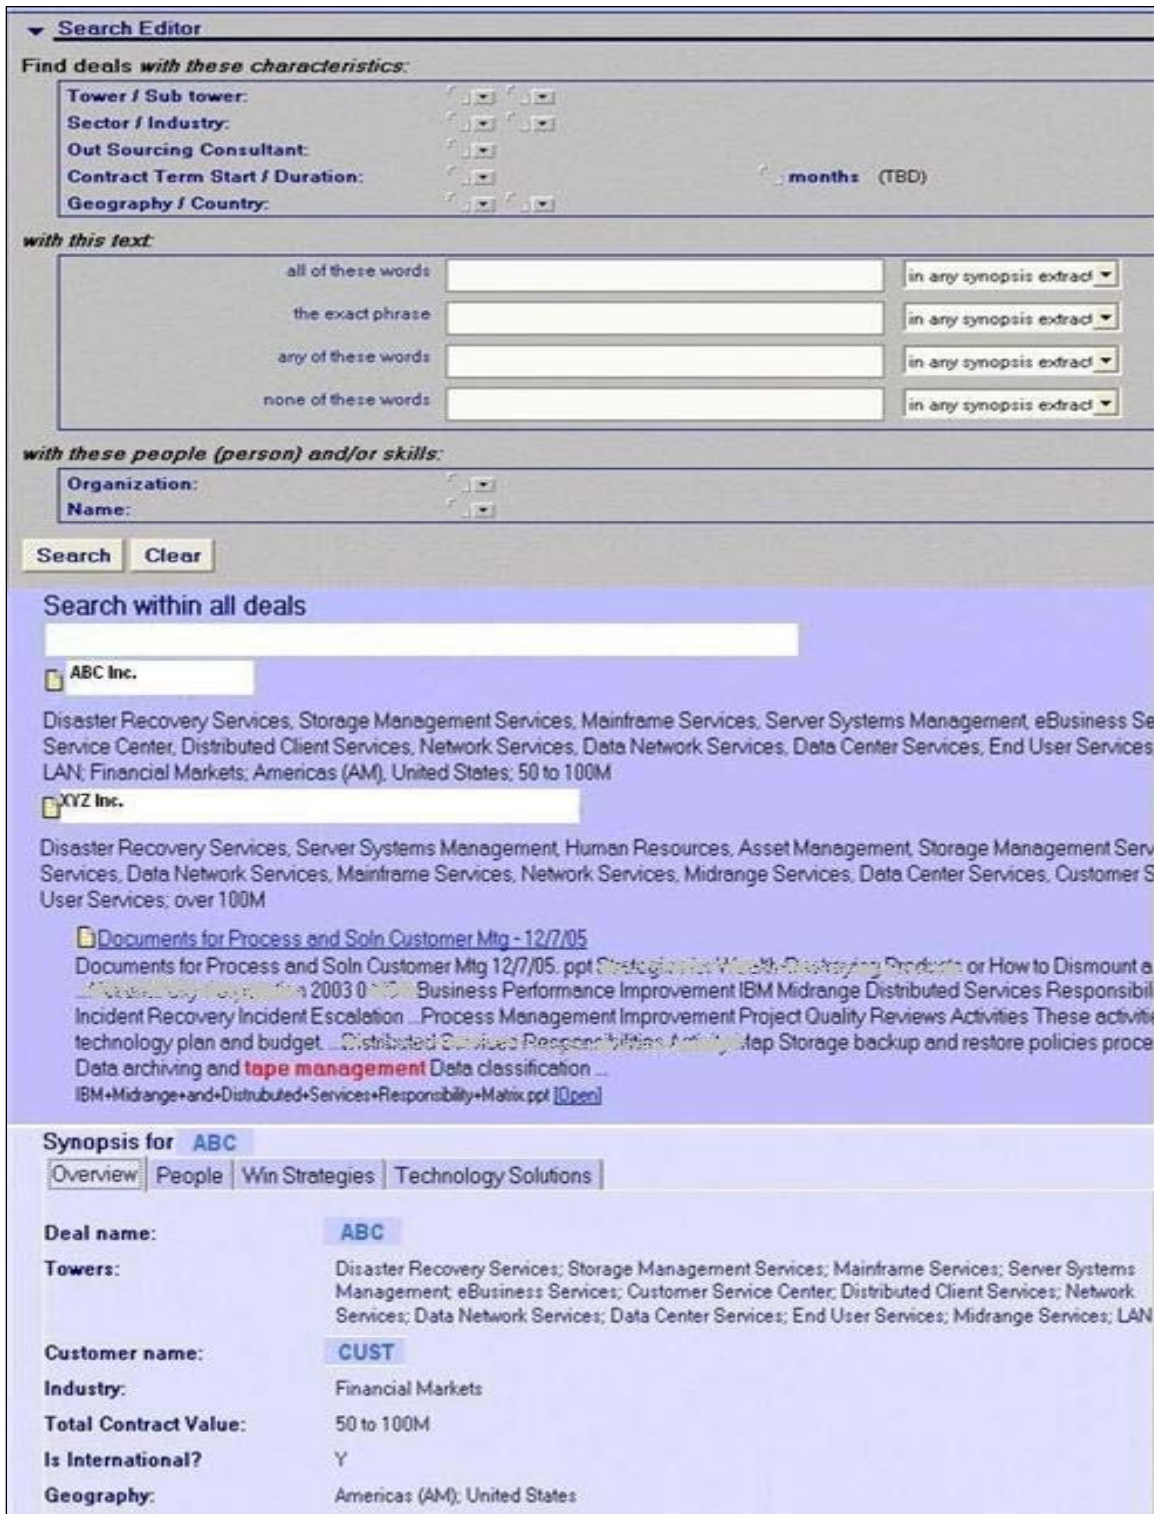 Search Editor
Find deals with these characteristics:
Tower / Sub tower:
Sector / Industry:
Out Sourcing Consultant:
Contract Term Start / Duration: months (TBD)
Geography / Country:
with this text:
all of these words in any synopsis extract
the exact phrase in any synopsis extract
any of these words in any synopsis extract
none of these words in any synopsis extract
with these people (person) and/or skills:
Organization:
Name:
Search Clear
Search within all deals
ABC Inc.
Disaster Recovery Services, Storage Management Services, Mainframe Services, Server Systems Management, eBusiness Se
Service Center, Distributed Client Services, Network Services, Data Network Services, Data Center Services, End User Services
LAN; Financial Markets; Americas (AM), United States; 50 to 100M
XYZ Inc.
Disaster Recovery Services, Server Systems Management, Human Resources, Asset Management, Storage Management Serv
Services, Data Network Services, Mainframe Services, Network Services, Midrange Services, Data Center Services, Customer S
User Services; over 100M
Documents for Process and Soln Customer Mtg - 12/7/05
Documents for Process and Soln Customer Mtg 12/7/05. ppt or How to Dismount a
2003 0 Business Performance Improvement IBM Midrange Distributed Services Responsibil
Incident Recovery Incident Escalation ...Process Management Improvement Project Quality Reviews Activities These activitie
technology plan and budget. ...Distributed Services Responsibilities Activity Map Storage backup and restore policies proce
Data archiving and tape management Data classification ...
IBM+Midrange+and+Distrubuted+Services+Responsibility+Matrix.ppt [Open]
Synopsis for ABC
Overview People Win Strategies Technology Solutions
Deal name: ABC
Towers: Disaster Recovery Services; Storage Management Services; Mainframe Services; Server Systems
Management; eBusiness Services; Customer Service Center; Distributed Client Services; Network
Services; Data Network Services; Data Center Services; End User Services; Midrange Services; LAN
Customer name: CUST
Industry: Financial Markets
Total Contract Value: 50 to 100M
Is International? Y
Geography: Americas (AM); United States